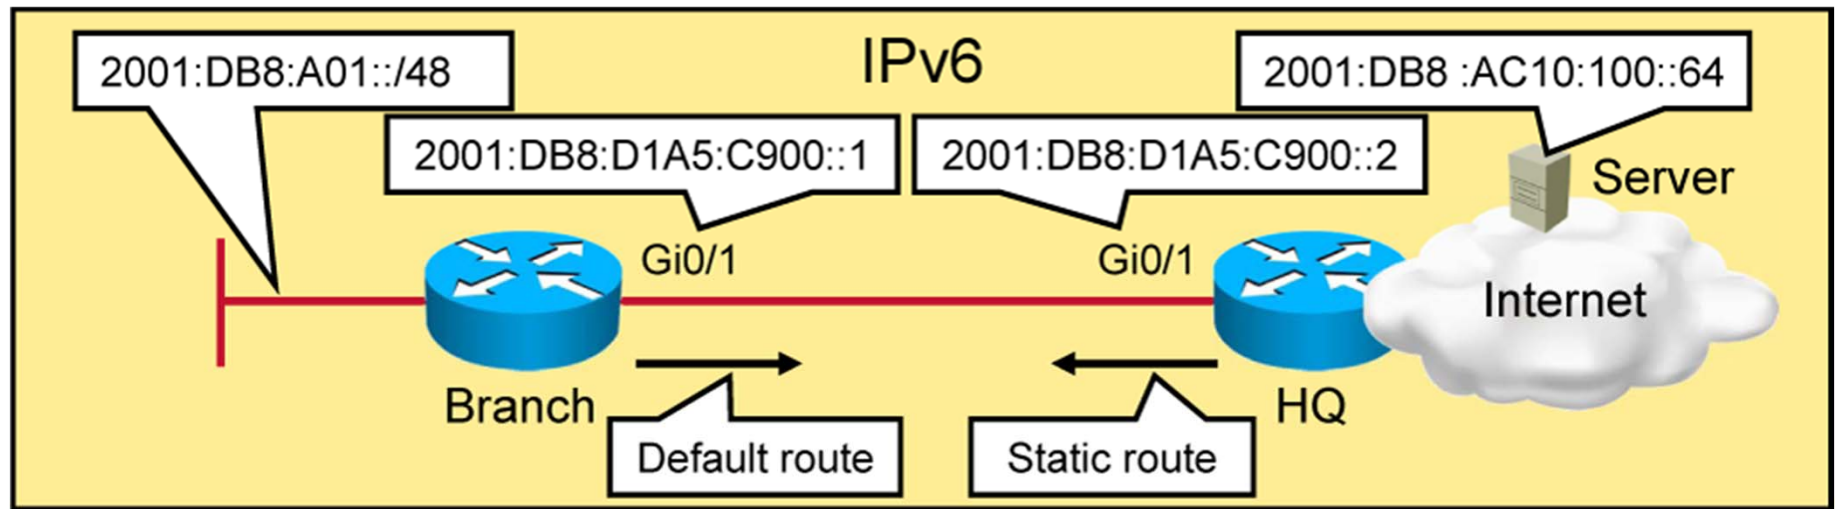 IPv6
2001:DB8:A01::/48
2001:DB8 :AC10:100::64
2001:DB8:D1A5:C900::1
2001:DB8:D1A5:C900::2
Server
Gi0/1
Gi0/1
Internet
Branch
HQ
Default route
Static route